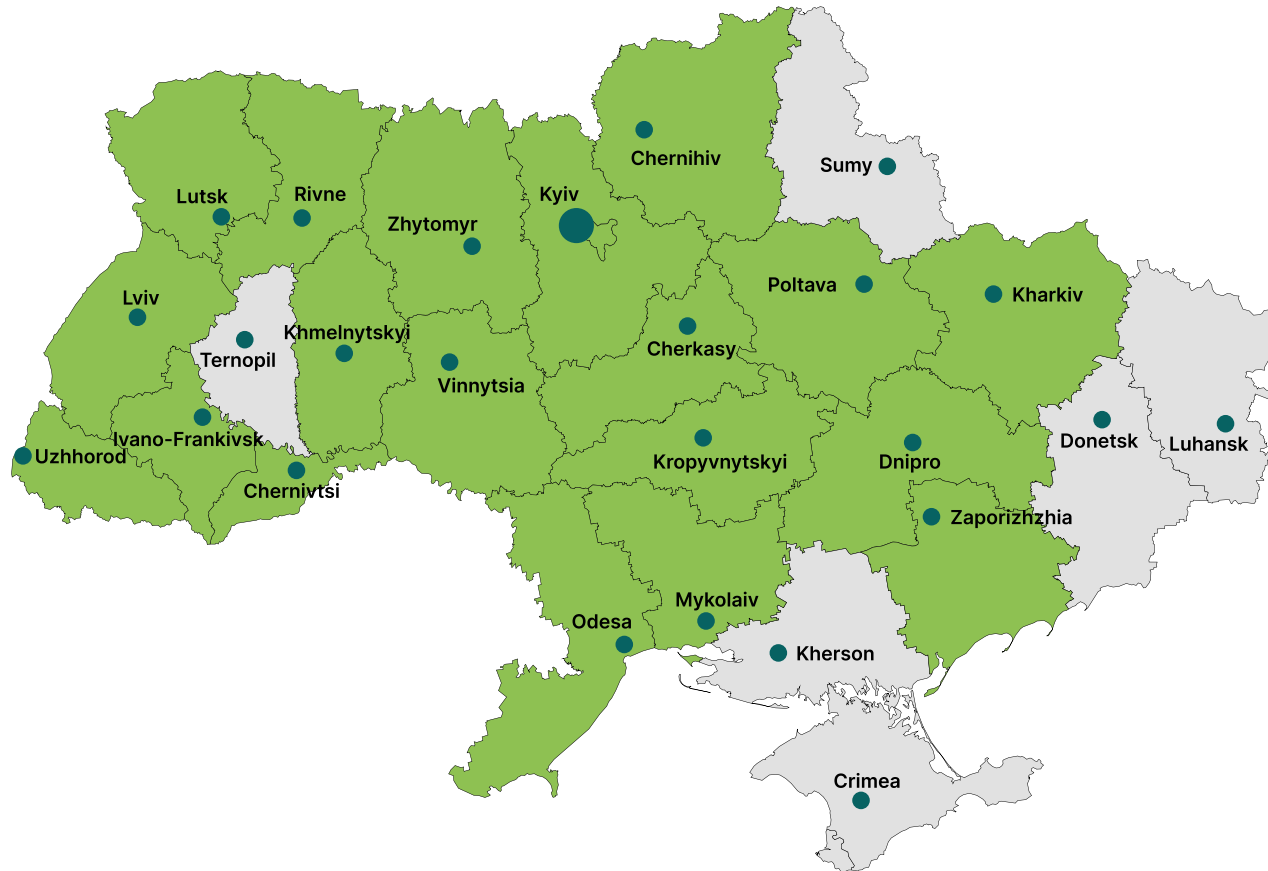 Chernihiv
Sumy
Lutsk
Rivne
Kyiv
Zhytomyr
Poltava
Kharkiv
Lviv
Khmelnytskyi
Ternopil
Cherkasy
Vinnytsia
Ivano-Frankivsk
Donetsk
Luhansk
Uzhhorod
Kropyvnytskyi
Dnipro
Chernivtsi
Zaporizhzhia
Mykolaiv
Odesa
Kherson
Crimea